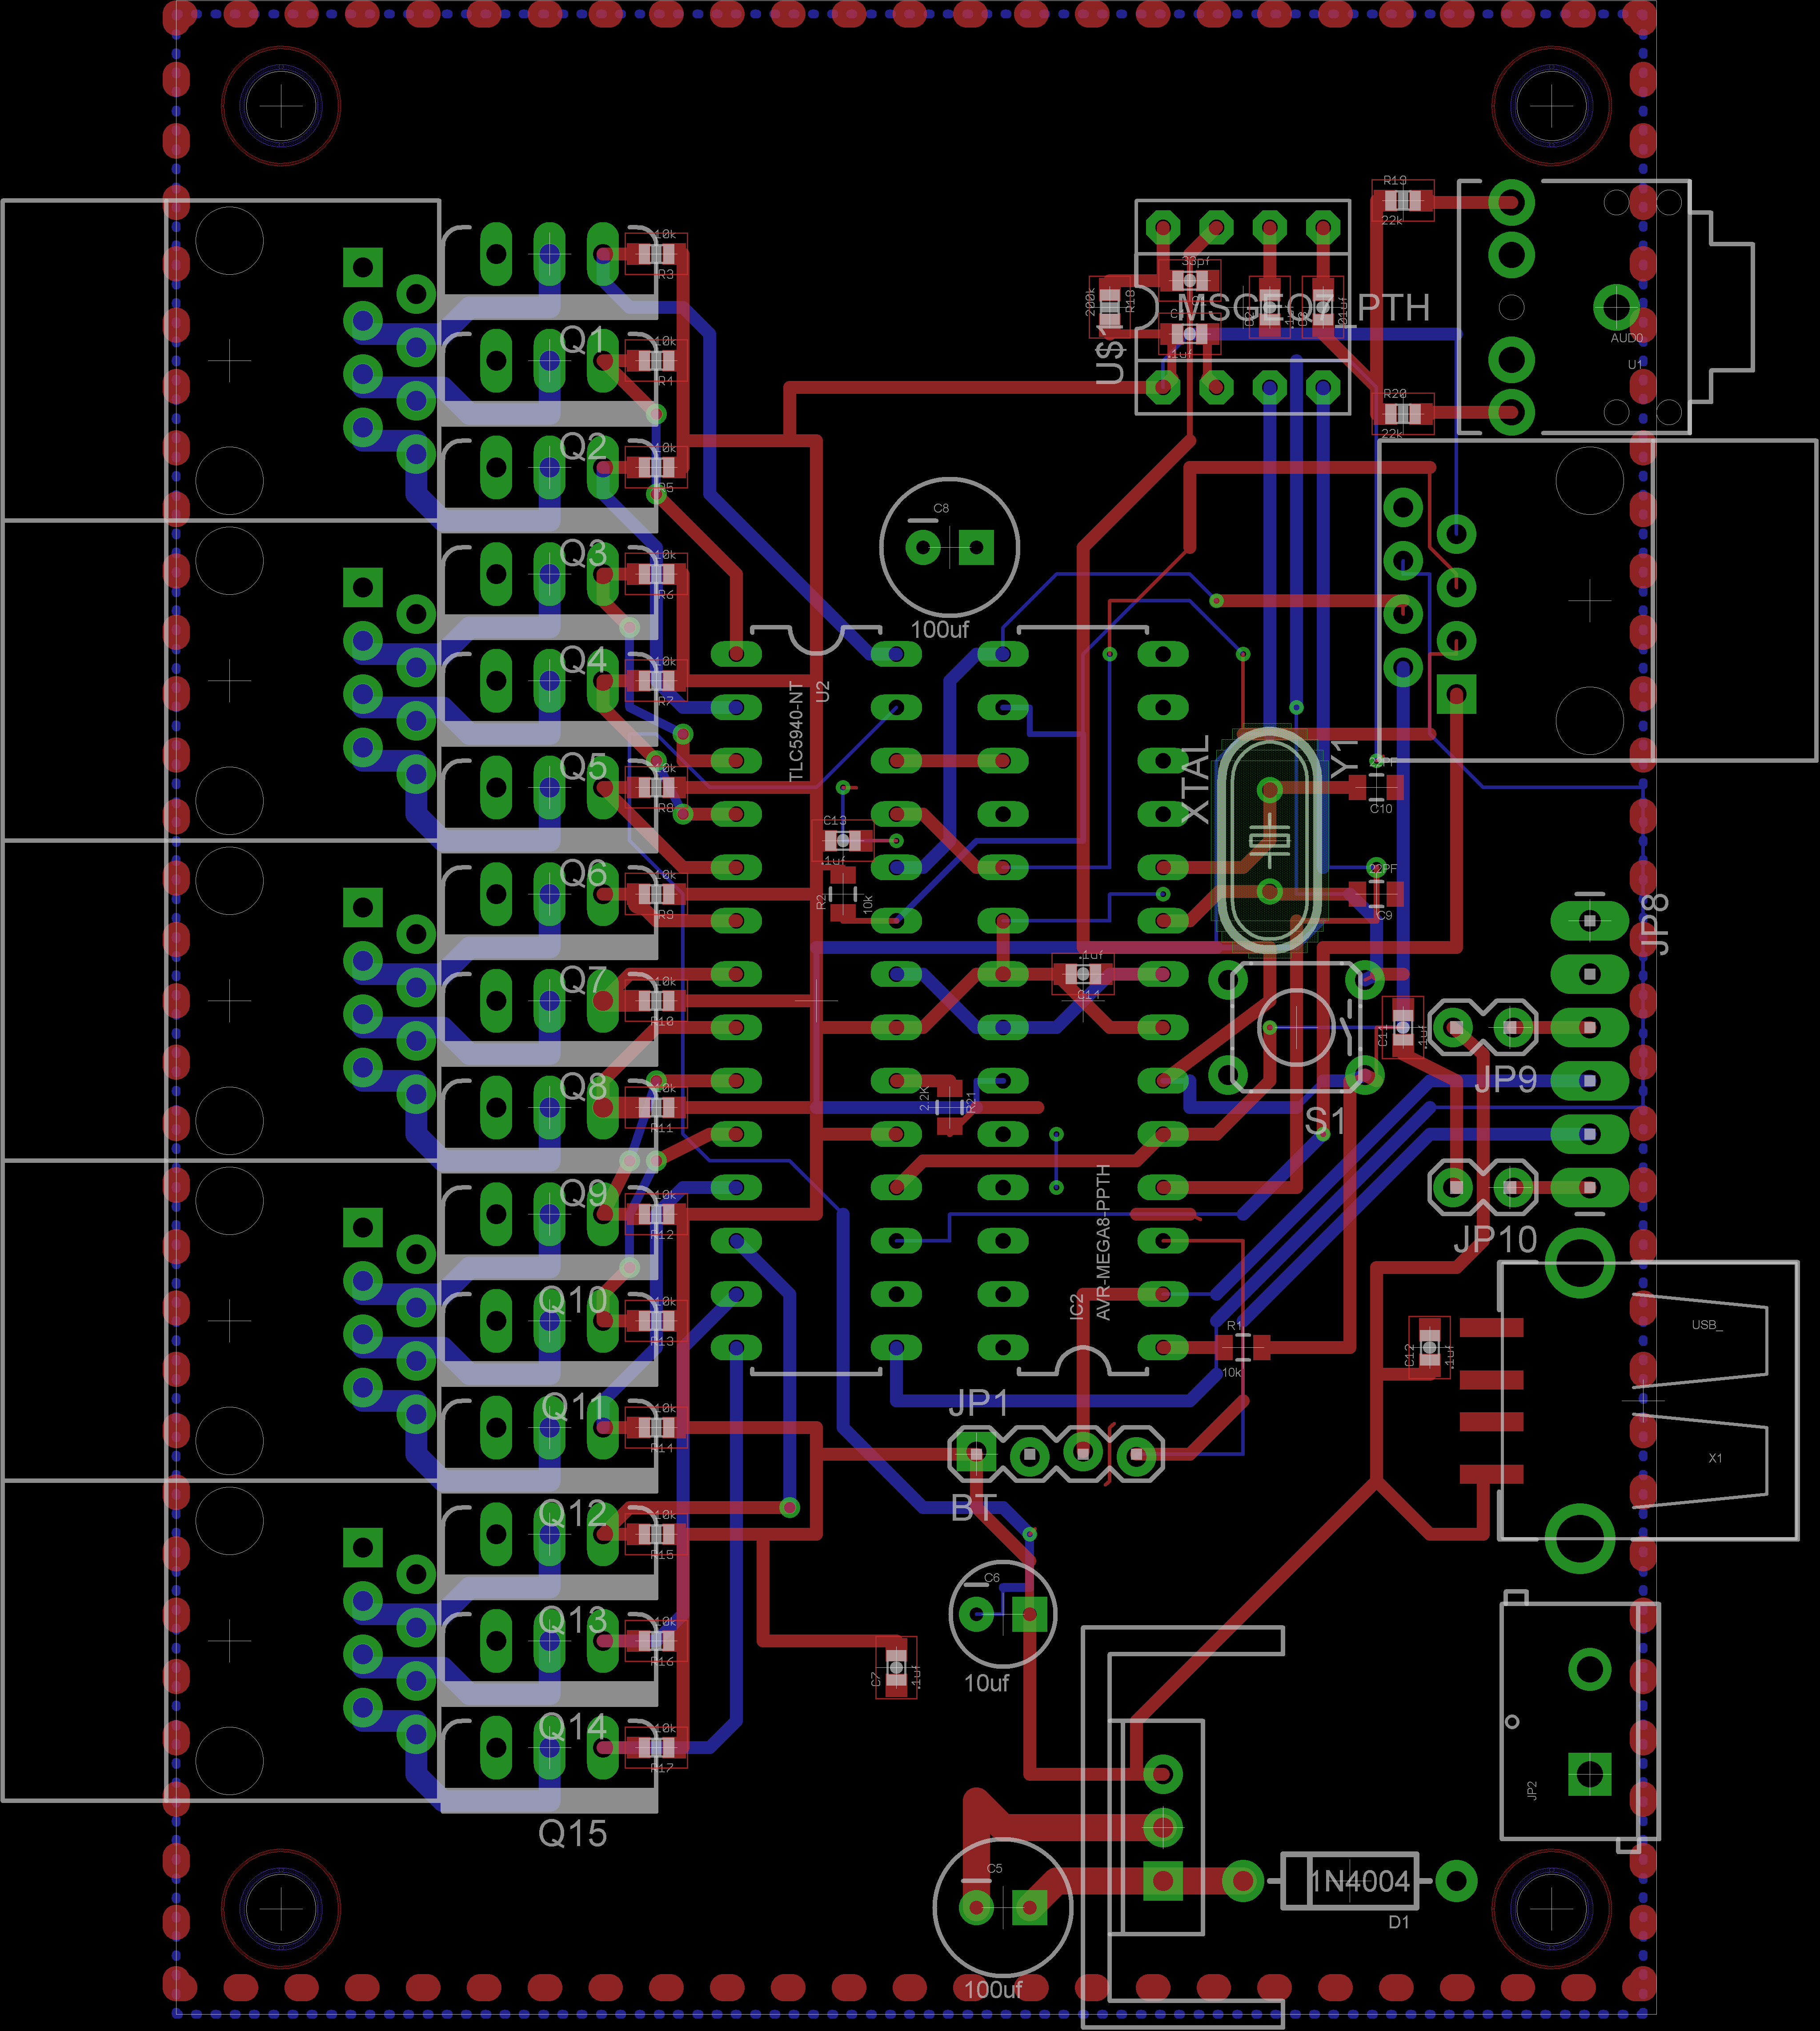 R19
22k
10k
R3
33pf
200k
R18
MSGEQ7_PTH
.1uf
U$1
AUD0
U1
Q1
10k
R4
R20
22k
Q2
10k
R5
C8
100uf
Q3
10k
R6
Q4
10k
R7
TLC5940-NT
U2
XTAL
Y1
Q5
10k
R8
C10
C13
.1uf
Q6
10k
R9
R2
10k
22PF
C9
JP8
Q7
10k
R10
.1uf
C14
C11
.1uf
JP9
Q8
10k
R11
2.2K
R21
S1
Q9
10k
R12
JP10
AVR-MEGA8-PPTH
IC2
Q10
10k
R13
R1
10k
C12
.1uf
USB_
X1
Q11
10k
R14
JP1
BT
Q12
10k
R15
C6
10uf
Q13
10k
R16
C7
.1uf
Q14
10k
R17
JP2
Q15
C5
100uf
1N4004
D1